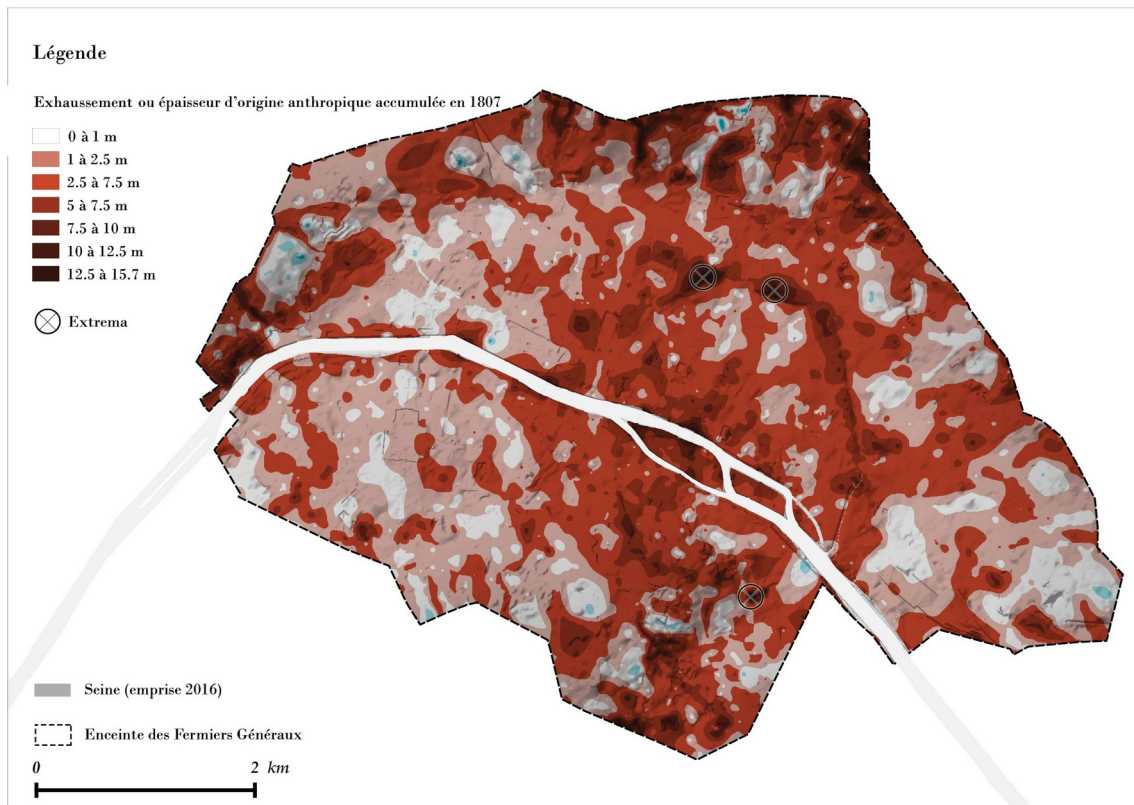 Légende
Exhaussement ou épaisseur d'origine anthropique accumulée en 1807
0 à 1 m
1 à 2.5 m
2.5 à 7.5 m
5 à 7.5 m
7.5 à 10 m
10 à 12.5 m
12.5 à 15.7 m
Extrema
Seine (emprise 2016)
Enceinte des Fermiers Généraux
0 2 km